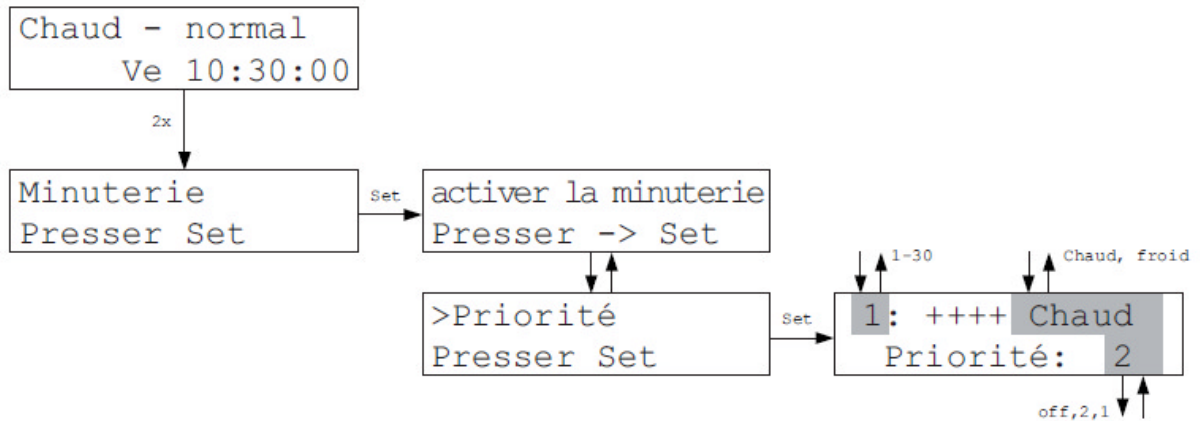 Chaud - normal
Ve 10:30:00
2x
Minuterie
Presser Set
Set
activer la minuterie
Presser -> Set
>Priorité
Presser Set
Set
1-30
Chaud, froid
1: ++++ Chaud
Priorité: 2
off,2,1